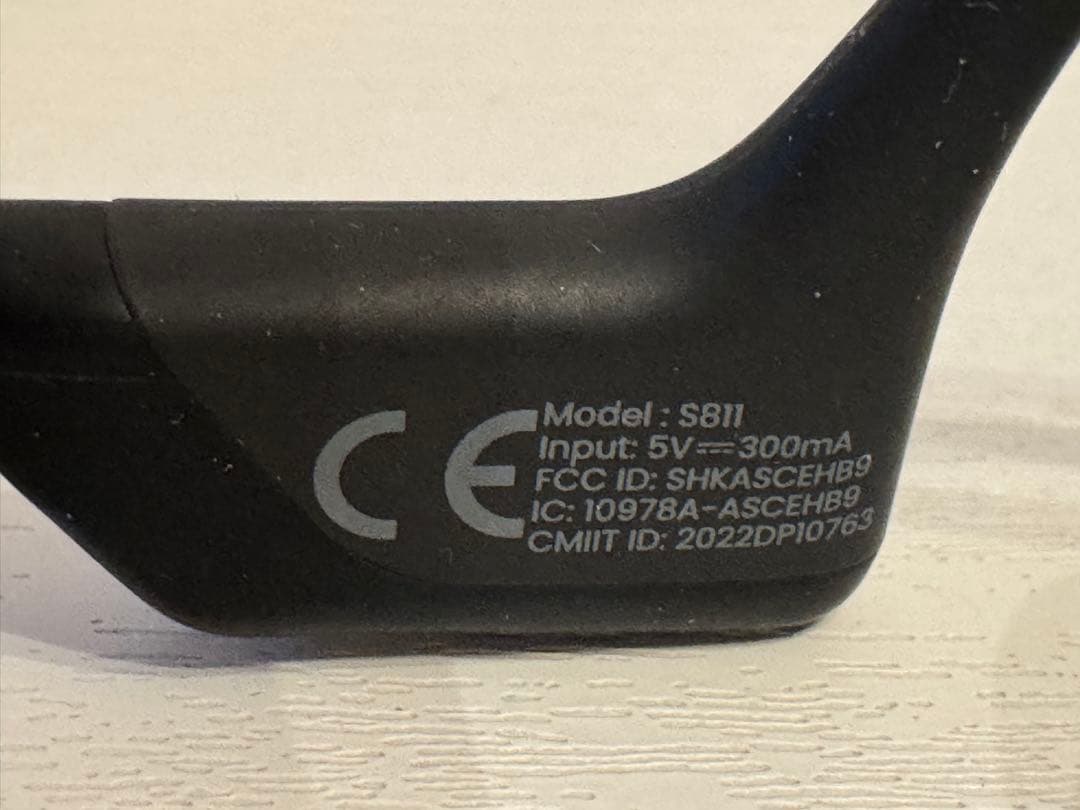 CE
Model : S811
Input: 5V⎓300mA
FCC ID: SHKASCEHB9
IC: 10978A-ASCEHB9
CMIIT ID: 2022DP10763